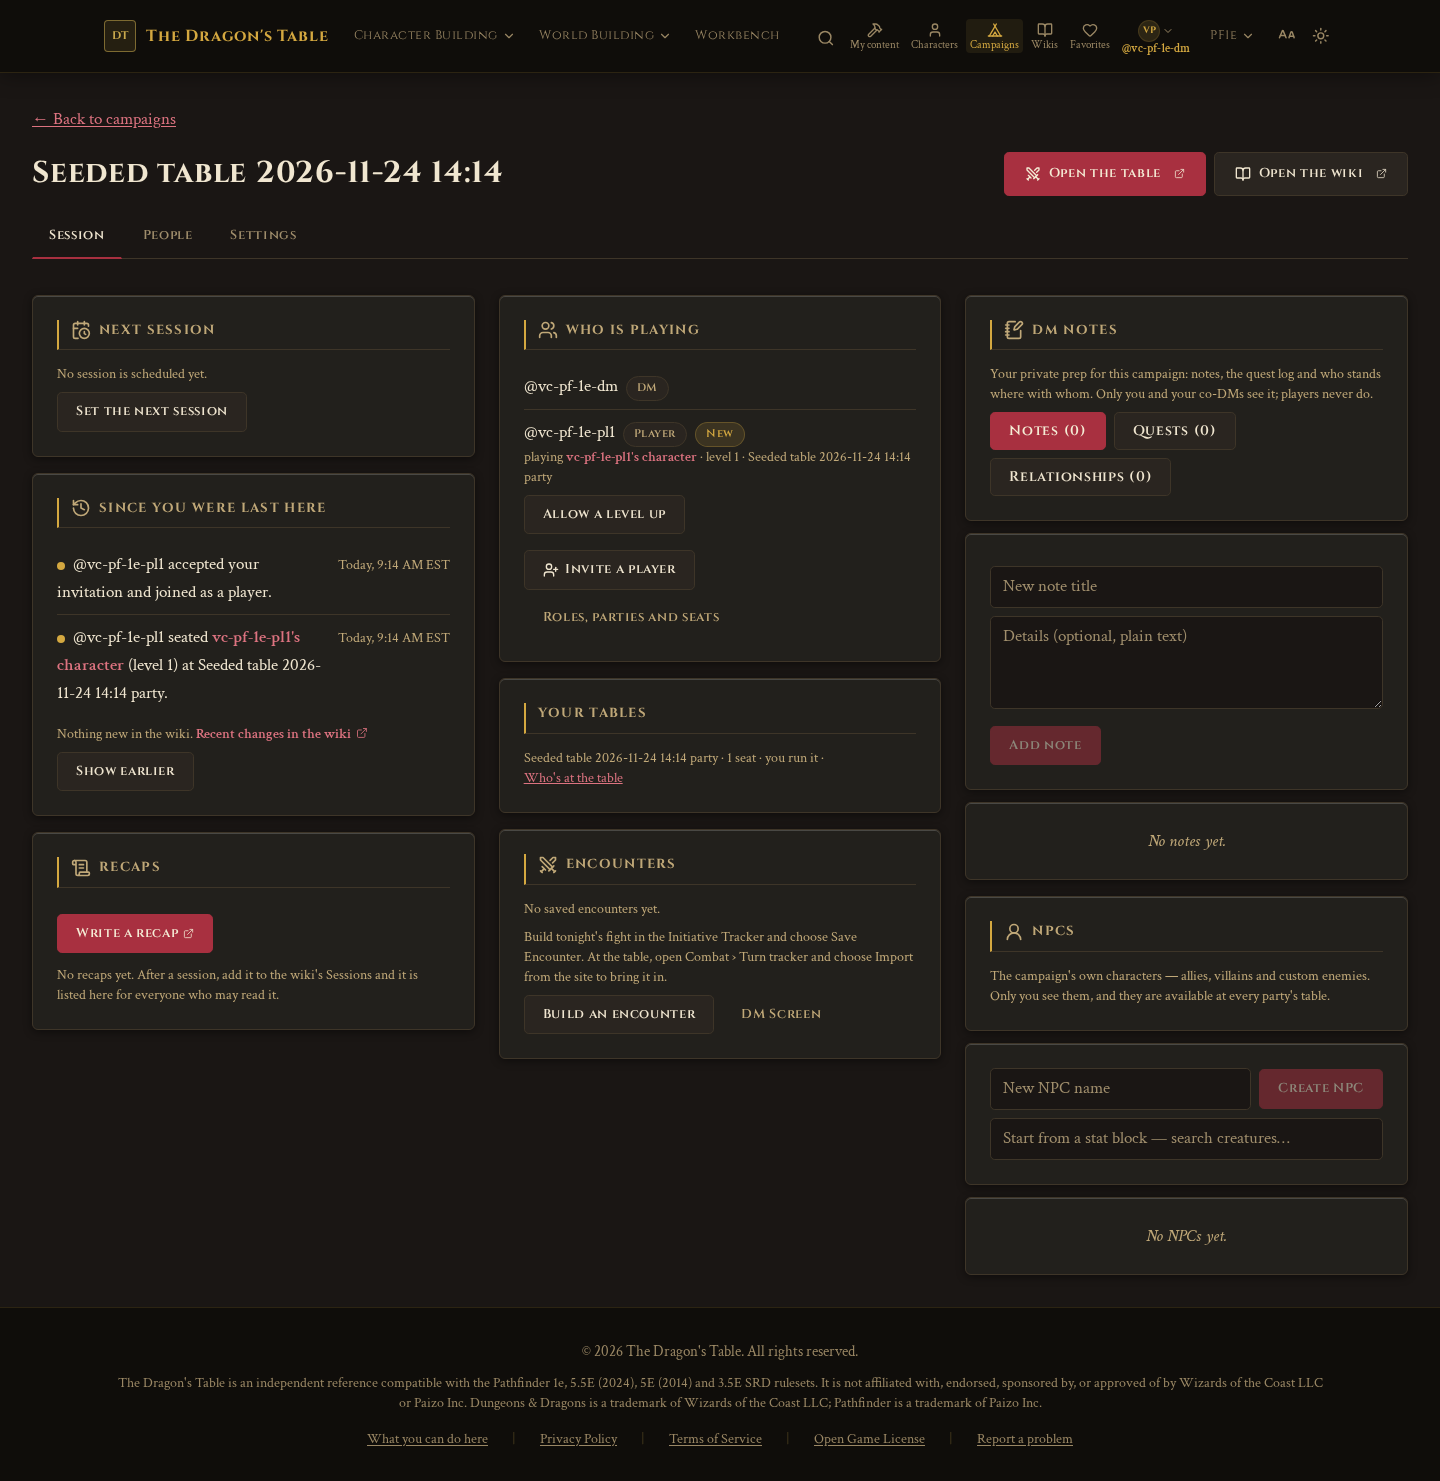 DT The Dragon's Table Character Building World Building Workbench My content Characters Campaigns Wikis Favorites VP @vc-pf-1e-dm PF1e AA
← Back to campaigns
Seeded table 2026-11-24 14:14
Open the table
Open the wiki
Session People Settings
Next session
No session is scheduled yet.
Set the next session
Since you were last here
@vc-pf-1e-pl1 accepted your
invitation and joined as a player.
Today, 9:14 AM EST
@vc-pf-1e-pl1 seated vc-pf-1e-pl1's
character (level 1) at Seeded table 2026-
11-24 14:14 party.
Today, 9:14 AM EST
Nothing new in the wiki. Recent changes in the wiki
Show earlier
Recaps
Write a recap
No recaps yet. After a session, add it to the wiki's Sessions and it is
listed here for everyone who may read it.
Who is playing
@vc-pf-1e-dm DM
@vc-pf-1e-pl1 Player New
playing vc-pf-1e-pl1's character · level 1 · Seeded table 2026-11-24 14:14
party
Allow a level up
Invite a player
Roles, parties and seats
Your tables
Seeded table 2026-11-24 14:14 party · 1 seat · you run it ·
Who's at the table
Encounters
No saved encounters yet.
Build tonight's fight in the Initiative Tracker and choose Save
Encounter. At the table, open Combat > Turn tracker and choose Import
from the site to bring it in.
Build an encounter
DM Screen
DM notes
Your private prep for this campaign: notes, the quest log and who stands
where with whom. Only you and your co-DMs see it; players never do.
Notes (0)
Quests (0)
Relationships (0)
New note title
Details (optional, plain text)
Add note
No notes yet.
NPCs
The campaign's own characters — allies, villains and custom enemies.
Only you see them, and they are available at every party's table.
New NPC name
Create NPC
Start from a stat block — search creatures…
No NPCs yet.
© 2026 The Dragon's Table. All rights reserved.
The Dragon's Table is an independent reference compatible with the Pathfinder 1e, 5.5E (2024), 5E (2014) and 3.5E SRD rulesets. It is not affiliated with, endorsed, sponsored by, or approved of by Wizards of the Coast LLC
or Paizo Inc. Dungeons & Dragons is a trademark of Wizards of the Coast LLC; Pathfinder is a trademark of Paizo Inc.
What you can do here | Privacy Policy | Terms of Service | Open Game License | Report a problem